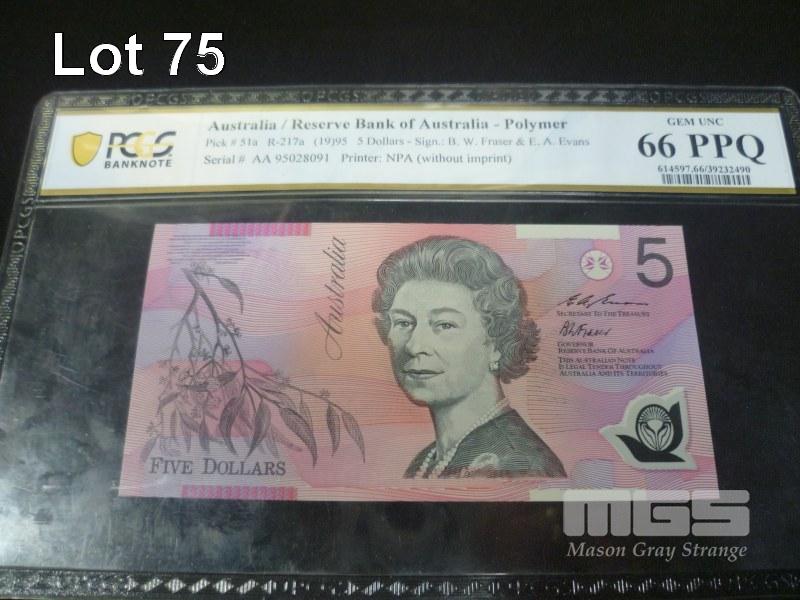 Lot 75
PCGS BANKNOTE
Australia / Reserve Bank of Australia - Polymer
Pick # 51a R-217a (19)95 5 Dollars - Sign.: B. W. Fraser & E. A. Evans
Serial # AA 95028091 Printer: NPA (without imprint)
GEM UNC
66 PPQ
614597.66/39232490
Australia
5
SECRETARY TO THE TREASURY
GOVERNOR
RESERVE BANK OF AUSTRALIA
THIS AUSTRALIAN NOTE
IS LEGAL TENDER THROUGHOUT
AUSTRALIA AND ITS TERRITORIES
FIVE DOLLARS
MGS
Mason Gray Strange